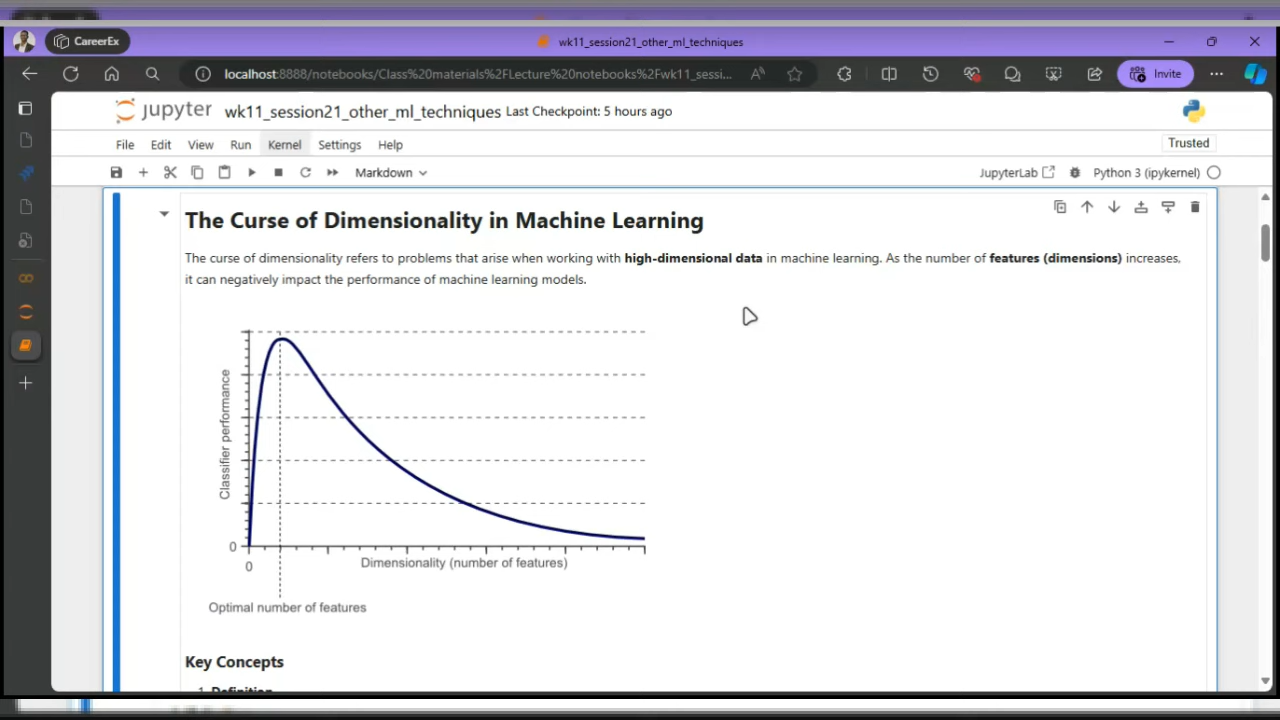 CareerEx
wk11_session21_other_ml_techniques
localhost:8888/notebooks/Class%20materials%2FLecture%20notebooks%2Fwk11_sessi...
Invite
jupyter
wk11_session21_other_ml_techniques Last Checkpoint: 5 hours ago
File Edit View Run Kernel Settings Help
Trusted
Markdown
JupyterLab
Python 3 (ipykernel)
The Curse of Dimensionality in Machine Learning
The curse of dimensionality refers to problems that arise when working with high-dimensional data in machine learning. As the number of features (dimensions) increases,
it can negatively impact the performance of machine learning models.
Classifier performance
0
0
Dimensionality (number of features)
Optimal number of features
Key Concepts
1. Definition